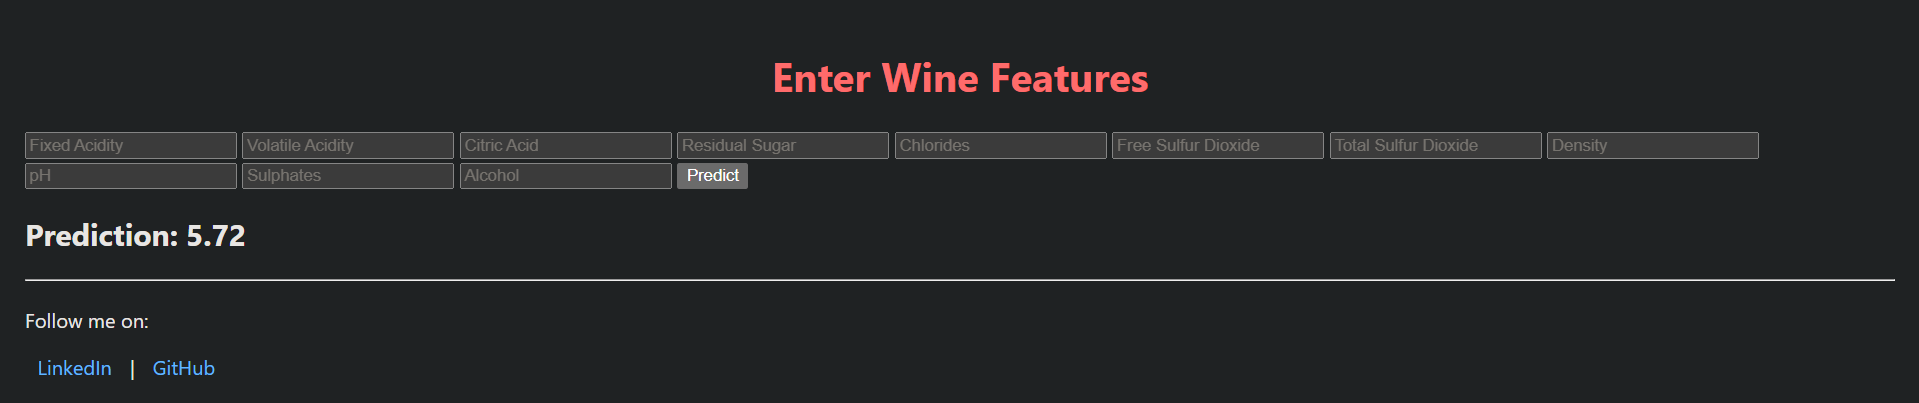 Enter Wine Features
Fixed Acidity Volatile Acidity Citric Acid Residual Sugar Chlorides Free Sulfur Dioxide Total Sulfur Dioxide Density
pH Sulphates Alcohol Predict
Prediction: 5.72
Follow me on:
LinkedIn | GitHub